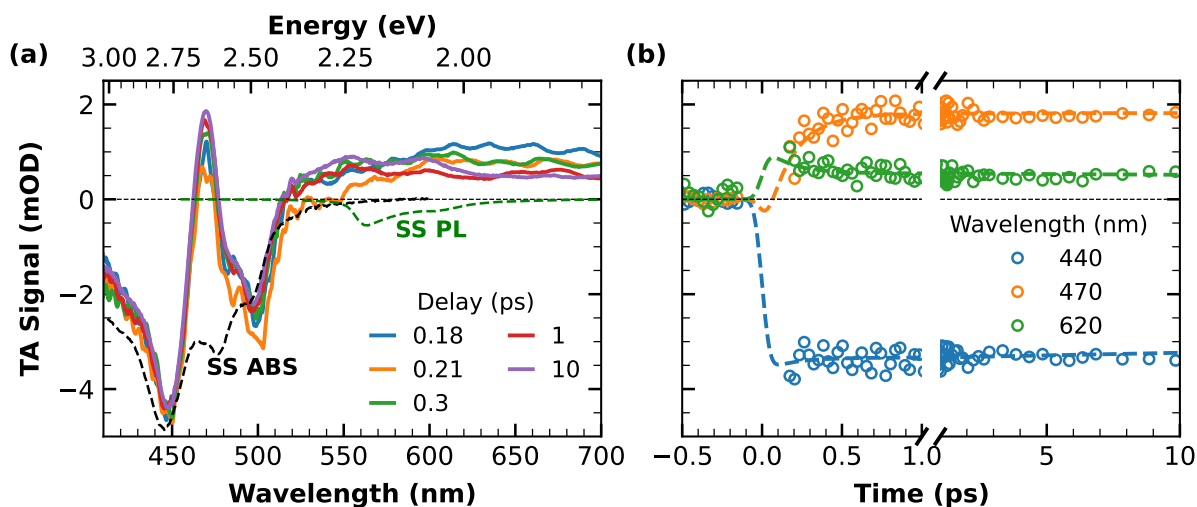 (a)
Energy (eV)
3.00 2.75 2.50 2.25 2.00
TA Signal (mOD)
2
0
−2
−4
SS PL
SS ABS
Delay (ps)
0.18 1
0.21 10
0.3
450 500 550 600 650 700
Wavelength (nm)
(b)
Wavelength (nm)
440
470
620
−0.5 0.0 0.5 1.0 5 10
Time (ps)